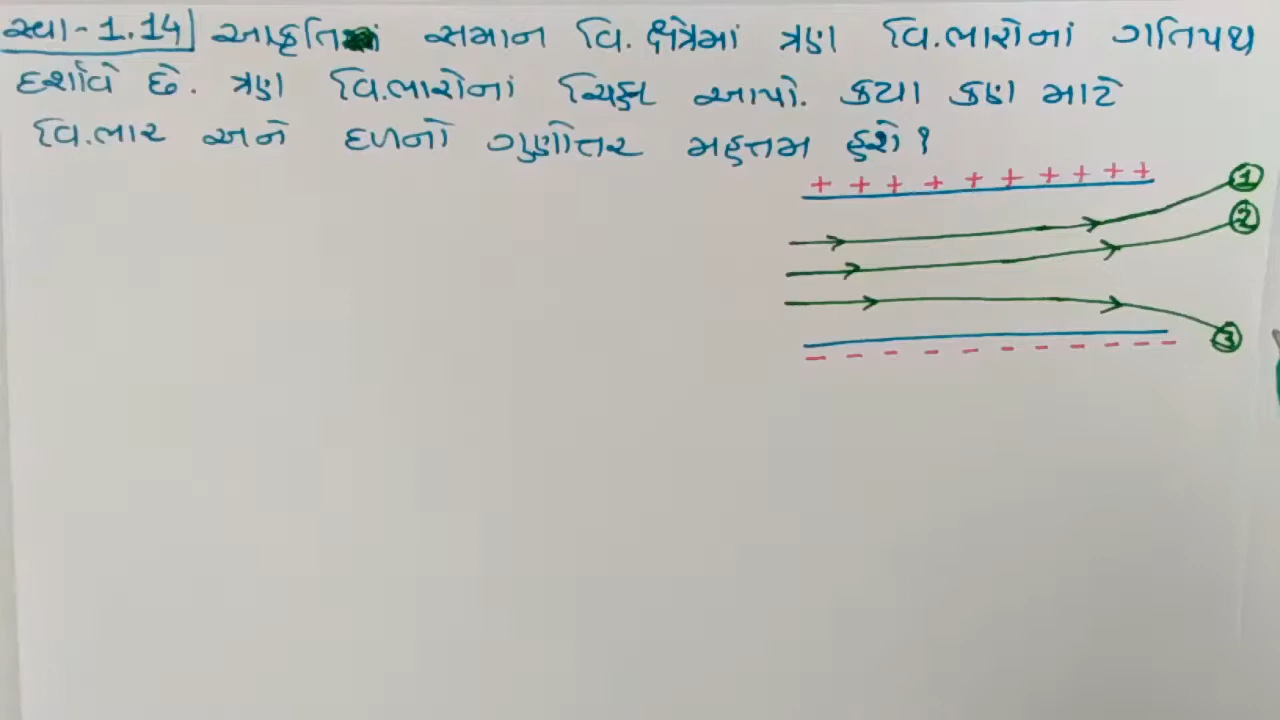 સ્વા-1.14 આકૃતિ સમાન વિ. ક્ષેત્રમાં ત્રણ વિ.ભારોનાં ગતિપથ
દર્શાવે છે. ત્રણ વિ.ભારોનાં ચિહ્ન આપો. કયા કણ માટે
વિ.ભાર અને દળનો ગુણોત્તર મહત્તમ હશે?
+ + + + + + + + + +
1
2
3
- - - - - - - - - -